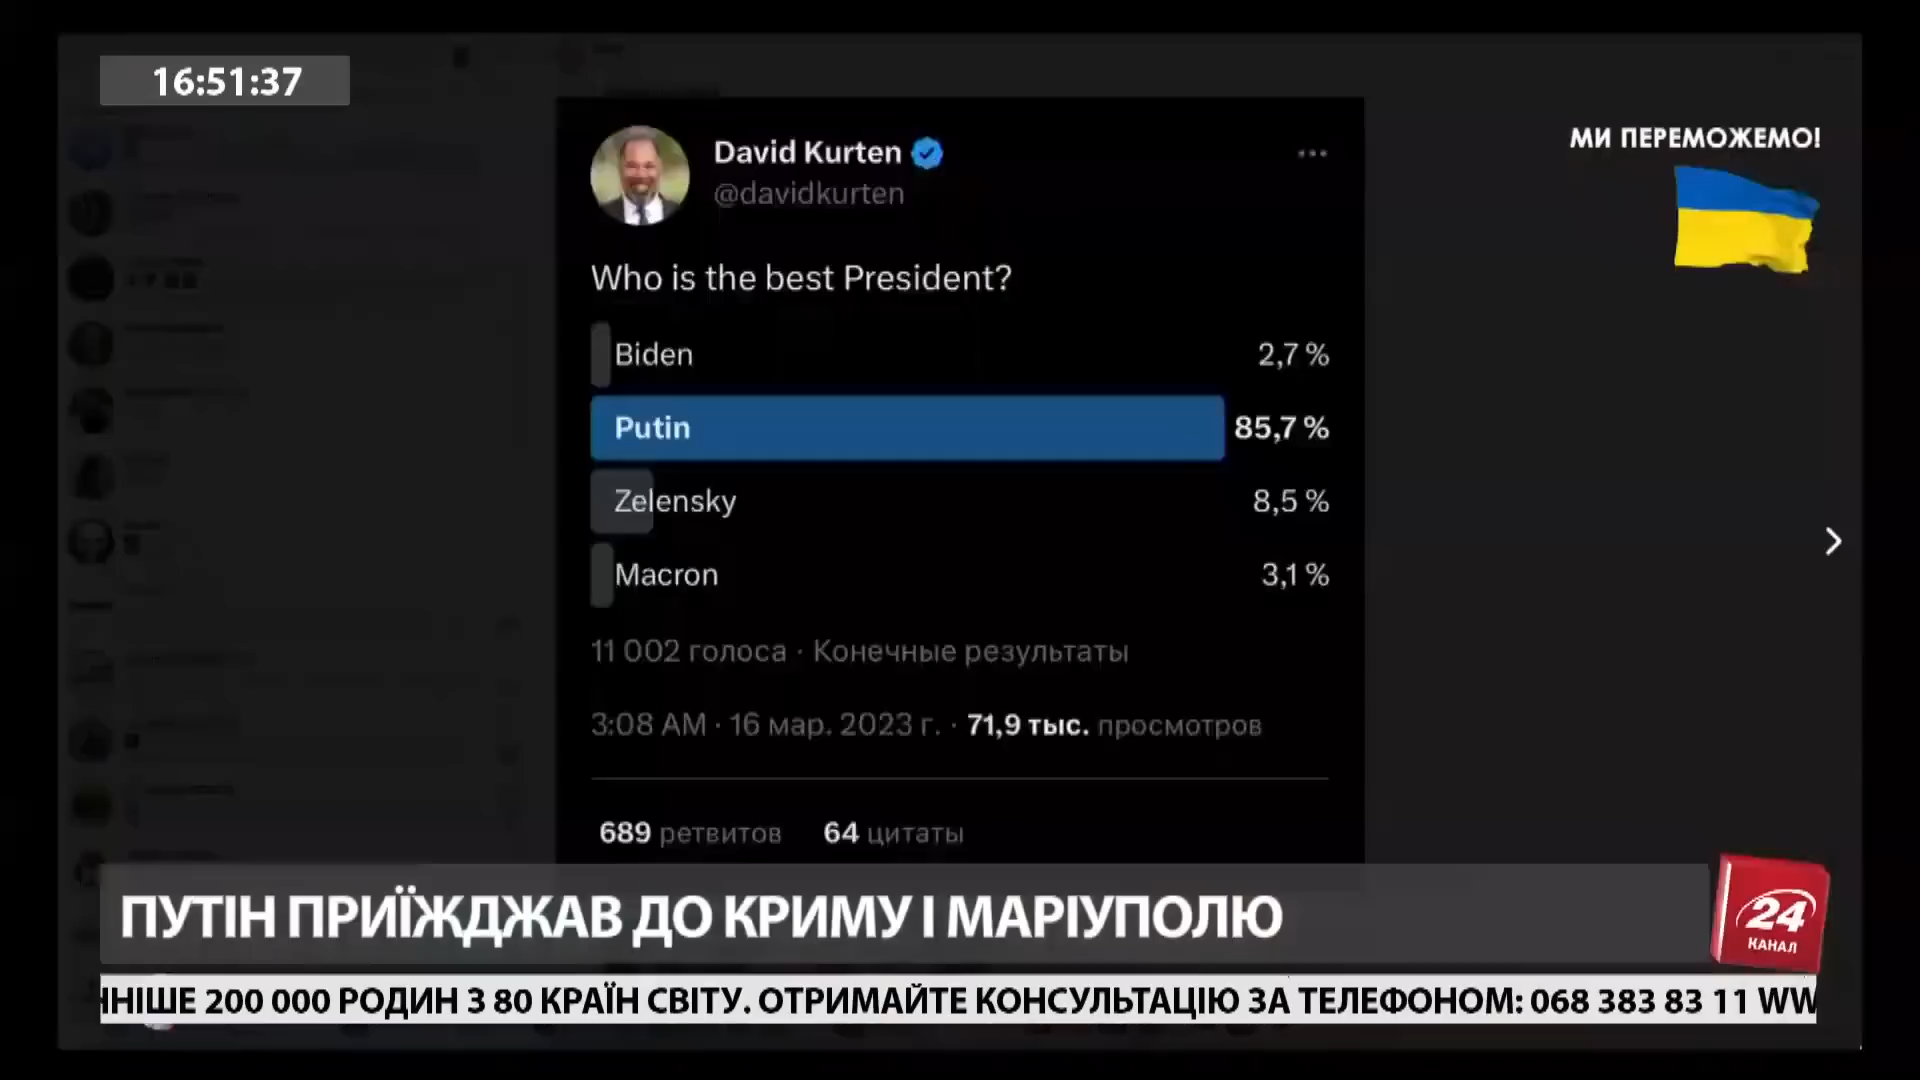 16:51:37
МИ ПЕРЕМОЖЕМО!
David Kurten
@davidkurten
Who is the best President?
Biden 2,7 %
Putin 85,7 %
Zelensky 8,5 %
Macron 3,1 %
11 002 голоса · Конечные результаты
3:08 AM · 16 мар. 2023 г. · 71,9 тыс. просмотров
689 ретвитов 64 цитаты
ПУТІН ПРИЇЖДЖАВ ДО КРИМУ І МАРІУПОЛЮ
24
КАНАЛ
200 000 РОДИН З 80 КРАЇН СВІТУ. ОТРИМАЙТЕ КОНСУЛЬТАЦІЮ ЗА ТЕЛЕФОНОМ: 068 383 83 11